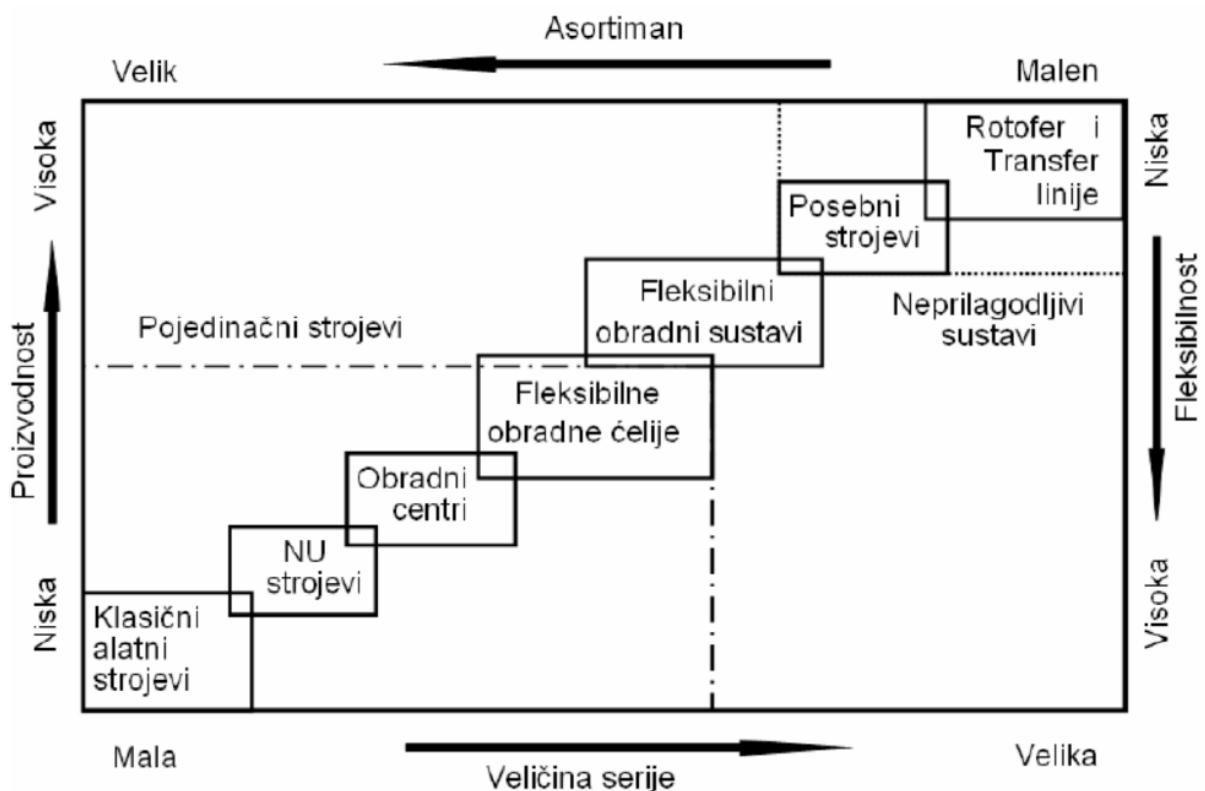 Asortiman
Velik
Malen
Visoka
Proizvodnost
Niska
Niska
Fleksibilnost
Visoka
Rotofer i
Transfer
linije
Posebni
strojevi
Fleksibilni
obradni sustavi
Neprilagodljivi
sustavi
Pojedinačni strojevi
Fleksibilne
obradne ćelije
Obradni
centri
NU
strojevi
Klasični
alatni
strojevi
Mala
Veličina serije
Velika